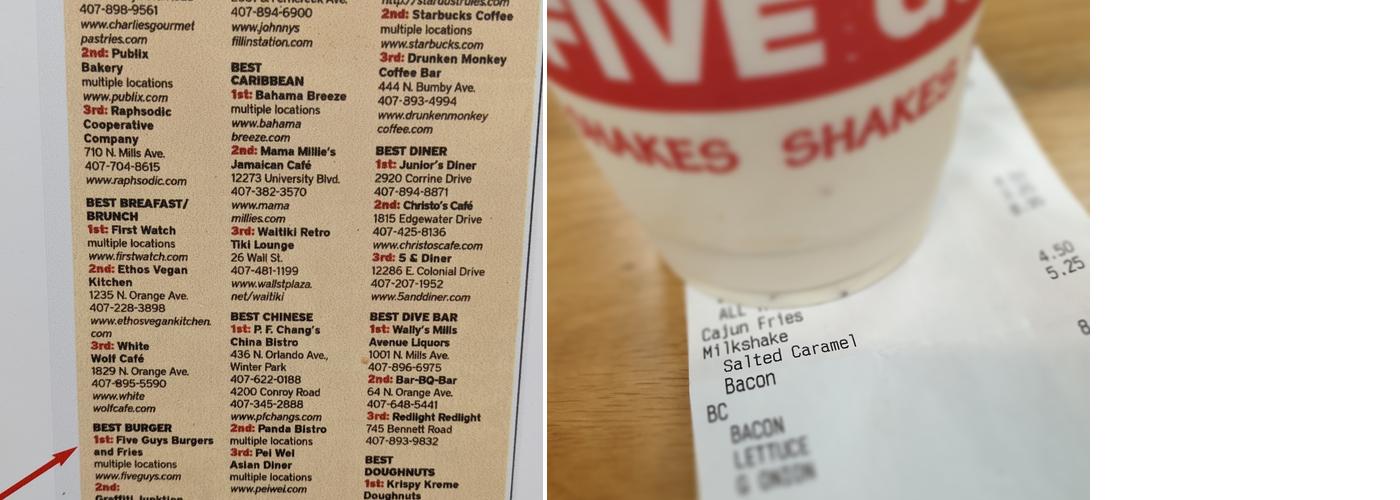 407-898-9561
www.charliesgourmet
pastries.com
2nd: Publix
Bakery
multiple locations
www.publix.com
3rd: Raphsodic
Cooperative
Company
710 N. Mills Ave.
407-704-8615
www.raphsodic.com
BEST BREAFAST/
BRUNCH
1st: First Watch
multiple locations
www.firstwatch.com
2nd: Ethos Vegan
Kitchen
1235 N. Orange Ave.
407-228-3898
www.ethosvegankitchen.
com
3rd: White
Wolf Café
1829 N. Orange Ave.
407-895-5590
www.white
wolfcafe.com
BEST BURGER
1st: Five Guys Burgers
and Fries
multiple locations
www.fiveguys.com
2nd:
407-894-6900
www.johnnys
fillinstation.com
BEST
CARIBBEAN
1st: Bahama Breeze
multiple locations
www.bahama
breeze.com
2nd: Mama Millie's
Jamaican Café
12273 University Blvd.
407-382-3570
www.mama
millies.com
3rd: Waitiki Retro
Tiki Lounge
26 Wall St.
407-481-1199
www.wallstplaza.
net/waitiki
BEST CHINESE
1st: P. F. Chang's
China Bistro
436 N. Orlando Ave.,
Winter Park
407-622-0188
4200 Conroy Road
407-345-2888
www.pfchangs.com
2nd: Panda Bistro
multiple locations
3rd: Pei Wei
Asian Diner
multiple locations
www.peiwei.com
2nd: Starbucks Coffee
multiple locations
www.starbucks.com
3rd: Drunken Monkey
Coffee Bar
444 N. Bumby Ave.
407-893-4994
www.drunkenmonkey
coffee.com
BEST DINER
1st: Junior's Diner
2920 Corrine Drive
407-894-8871
2nd: Christo's Café
1815 Edgewater Drive
407-425-8136
www.christoscafe.com
3rd: 5 & Diner
12286 E. Colonial Drive
407-207-1952
www.5anddiner.com
BEST DIVE BAR
1st: Wally's Mills
Avenue Liquors
1001 N. Mills Ave.
407-896-6975
2nd: Bar-BQ-Bar
64 N. Orange Ave.
407-648-5441
3rd: Redlight Redlight
745 Bennett Road
407-893-9832
BEST
DOUGHNUTS
1st: Krispy Kreme
Doughnuts
FIVE
SHAKES SHAKES
4.50
5.25
ALL
Cajun Fries
Milkshake
Salted Caramel
Bacon
BC
BACON
LETTUCE
G ONION